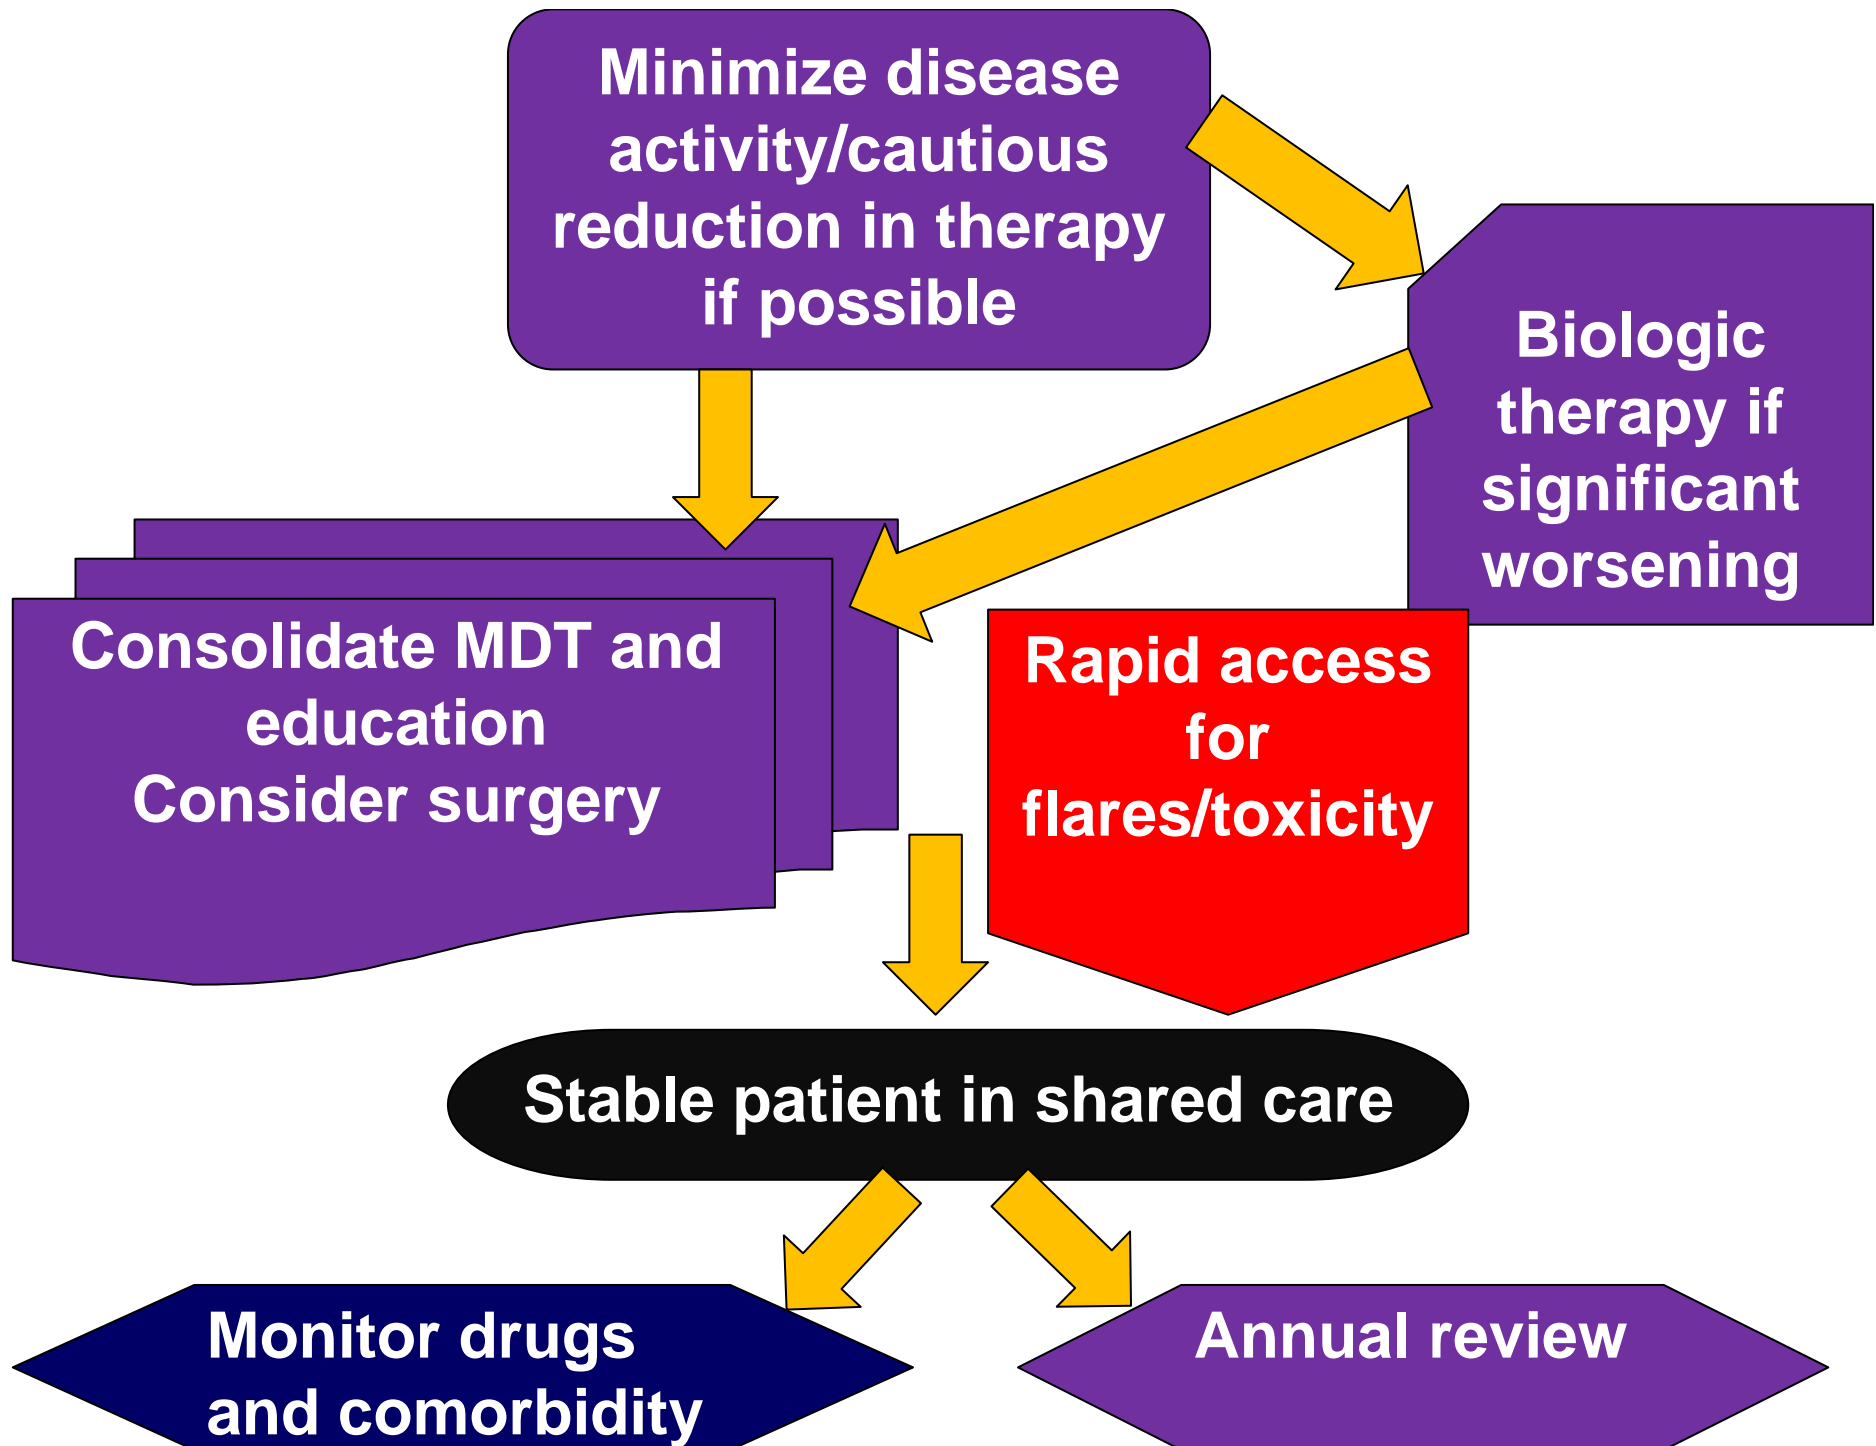 Minimize disease
activity/cautious
reduction in therapy
if possible
Biologic
therapy if
significant
worsening
Consolidate MDT and
education
Consider surgery
Rapid access
for
flares/toxicity
Stable patient in shared care
Monitor drugs
and comorbidity
Annual review